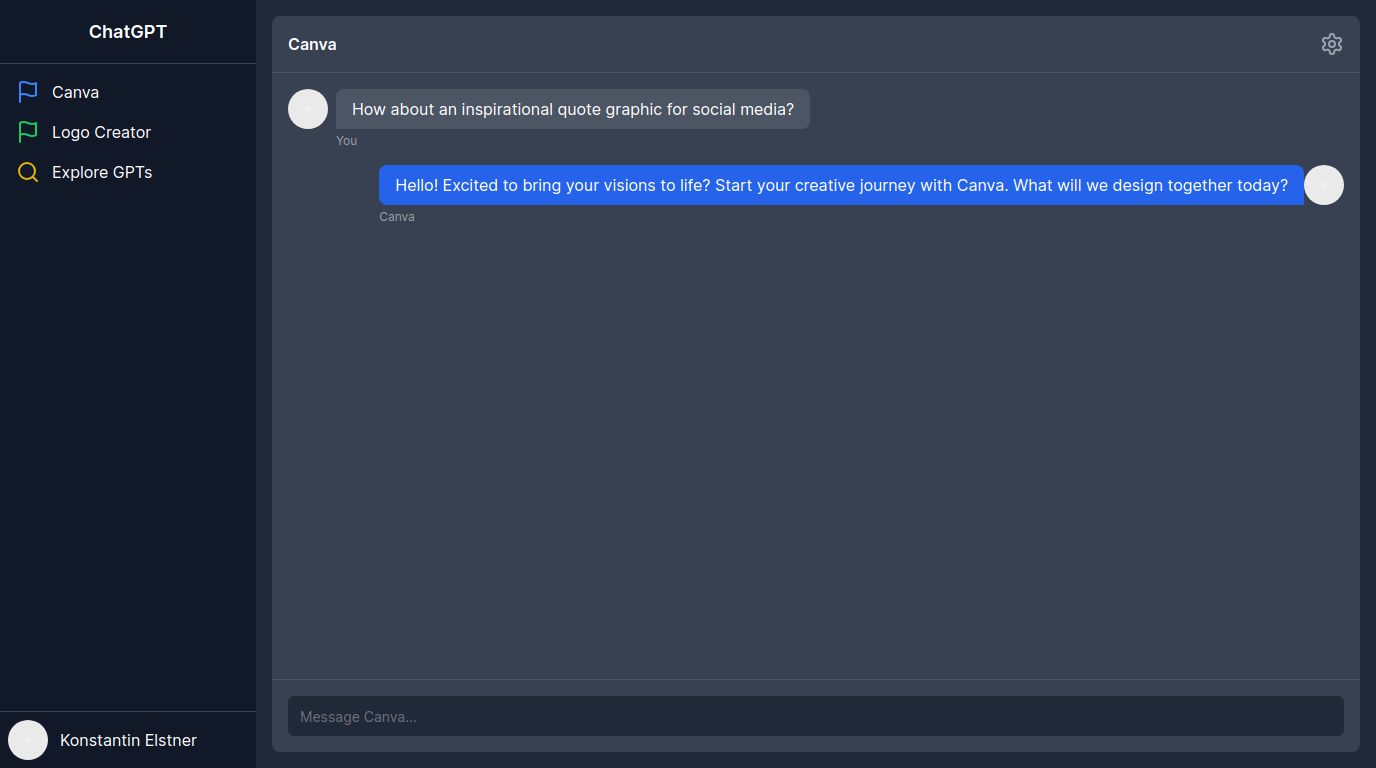 ChatGPT
Canva
Logo Creator
Explore GPTs
Konstantin Elstner
Canva
How about an inspirational quote graphic for social media?
You
Hello! Excited to bring your visions to life? Start your creative journey with Canva. What will we design together today?
Canva
Message Canva...